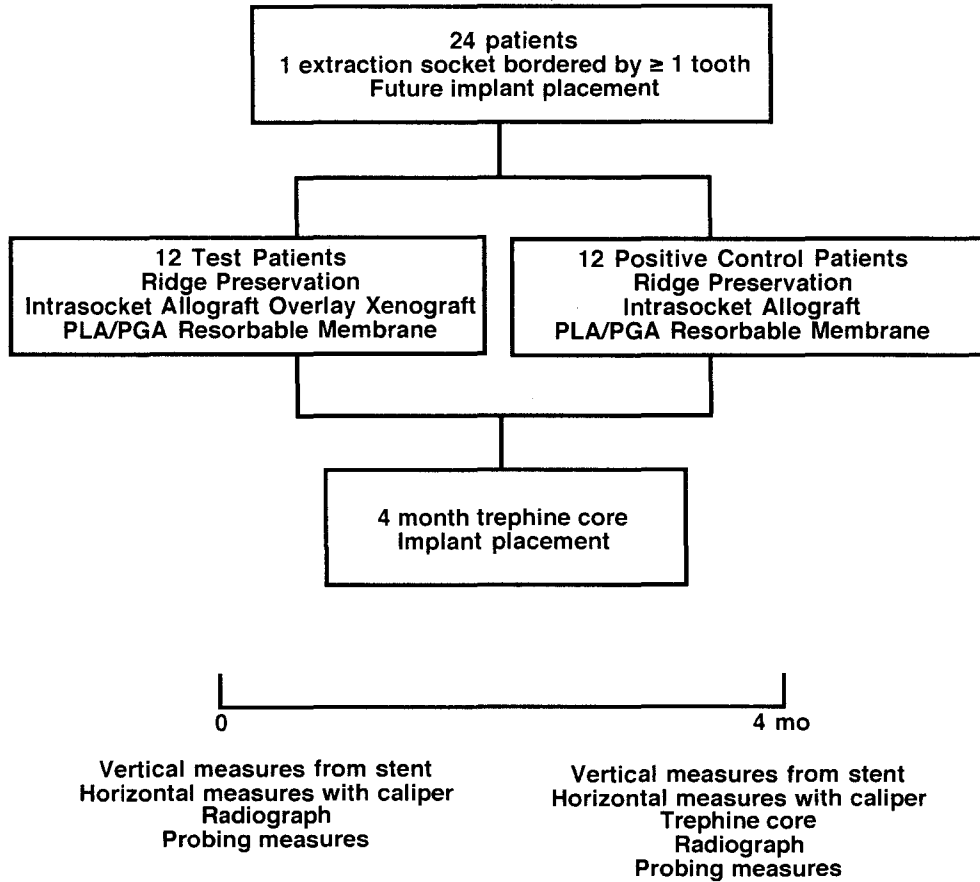 24 patients
1 extraction socket bordered by ≥ 1 tooth
Future implant placement
12 Test Patients
Ridge Preservation
Intrasocket Allograft Overlay Xenograft
PLA/PGA Resorbable Membrane
12 Positive Control Patients
Ridge Preservation
Intrasocket Allograft
PLA/PGA Resorbable Membrane
4 month trephine core
Implant placement
0
4 mo
Vertical measures from stent
Horizontal measures with caliper
Radiograph
Probing measures
Vertical measures from stent
Horizontal measures with caliper
Trephine core
Radiograph
Probing measures